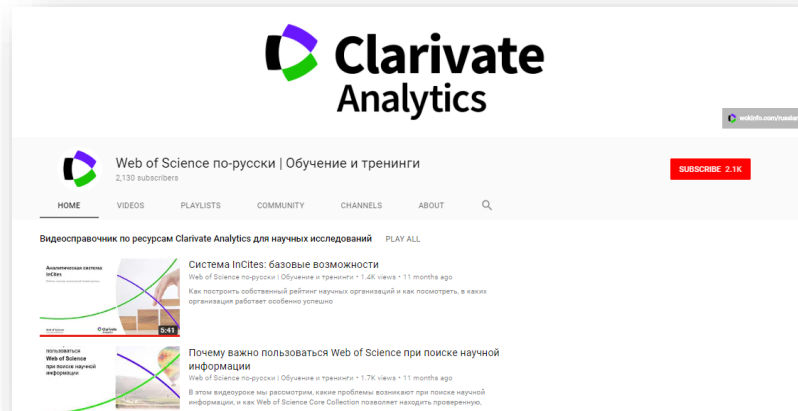 Clarivate
Analytics
wokinfo.com/russian
Web of Science по-русски | Обучение и тренинги
2,130 subscribers
SUBSCRIBE 2.1K
HOME VIDEOS PLAYLISTS COMMUNITY CHANNELS ABOUT
Видеосправочник по ресурсам Clarivate Analytics для научных исследований PLAY ALL
Аналитическая система
InCites
Clarivate
Analytics
5:41
Система InCites: базовые возможности
Web of Science по-русски | Обучение и тренинги • 1.4K views • 11 months ago
Как построить собственный рейтинг научных организаций и как посмотреть, в каких
организация работает особенно успешно
пользоваться
Web of Science
при поиске научной
информации
Почему важно пользоваться Web of Science при поиске научной
информации
Web of Science по-русски | Обучение и тренинги • 1.7K views • 11 months ago
В этом видеоуроке мы рассмотрим, какие проблемы возникают при поиске научной
информации, и как Web of Science Core Collection позволяет находить проверенную,